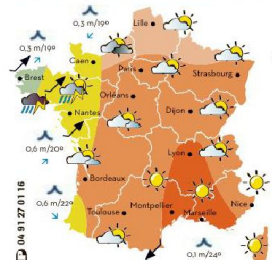 Lille
0,3 m/19°
0,3 m/19°
Caen
Paris
Strasbourg
Brest
Orléans
Nantes
Dijon
0,6 m/20°
Lyon
Bordeaux
0,6 m/22°
Toulouse
Montpellier
Marseille
Nice
0,1 m/24°
04 91 27 01 16